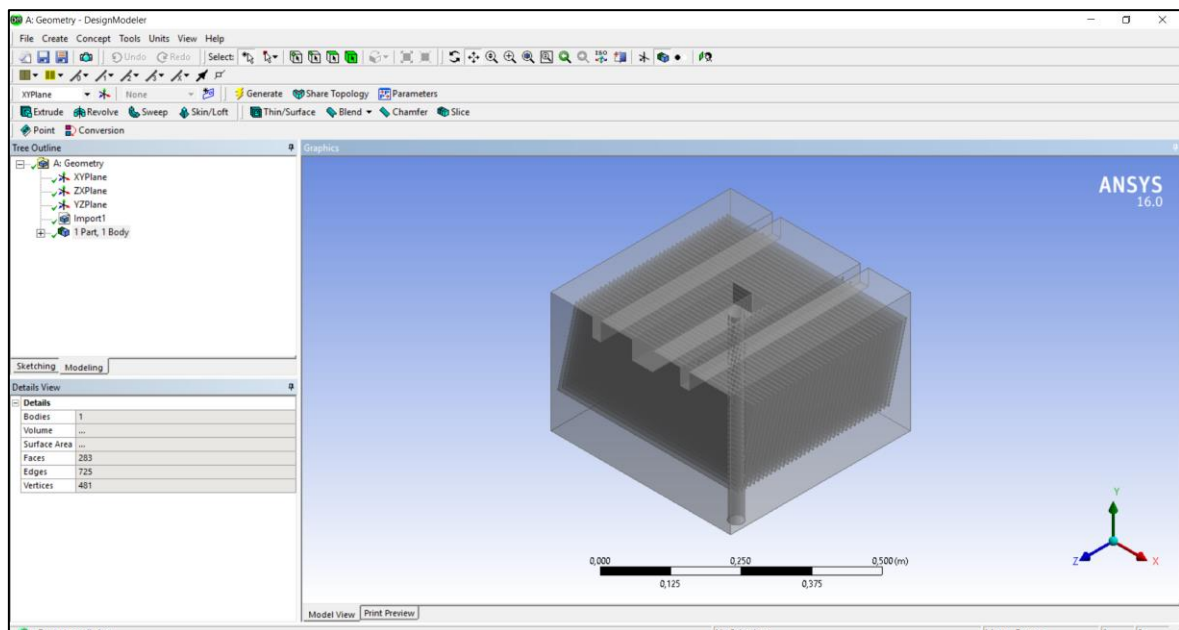 A: Geometry - DesignModeler
File Create Concept Tools Units View Help
Undo Redo Select:
XYPlane None Generate Share Topology Parameters
Extrude Revolve Sweep Skin/Loft Thin/Surface Blend Chamfer Slice
Point Conversion
Tree Outline
Graphics
A: Geometry
XYPlane
ZXPlane
YZPlane
Import1
1 Part, 1 Body
Sketching Modeling
Details View
Details
Bodies 1
Volume ...
Surface Area ...
Faces 283
Edges 725
Vertices 481
ANSYS
16.0
Y
Z X
0,000 0,250 0,500 (m)
0,125 0,375
Model View Print Preview